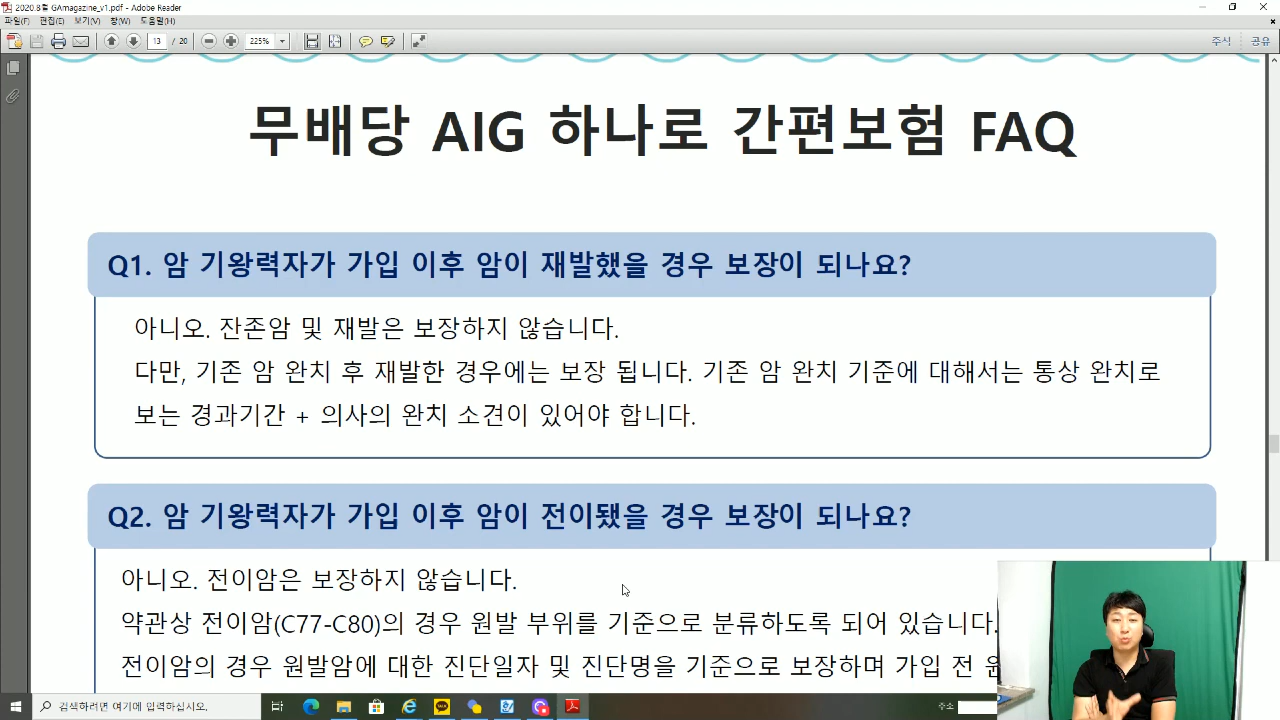 2020.8월 GAmagazine_v1.pdf - Adobe Reader
파일(F) 편집(E) 보기(V) 창(W) 도움말(H)
13 / 20 225% 주석 공유
무배당 AIG 하나로 간편보험 FAQ
Q1. 암 기왕력자가 가입 이후 암이 재발했을 경우 보장이 되나요?
아니오. 잔존암 및 재발은 보장하지 않습니다.
다만, 기존 암 완치 후 재발한 경우에는 보장 됩니다. 기존 암 완치 기준에 대해서는 통상 완치로
보는 경과기간 + 의사의 완치 소견이 있어야 합니다.
Q2. 암 기왕력자가 가입 이후 암이 전이됐을 경우 보장이 되나요?
아니오. 전이암은 보장하지 않습니다.
약관상 전이암(C77-C80)의 경우 원발 부위를 기준으로 분류하도록 되어 있습니다.
전이암의 경우 원발암에 대한 진단일자 및 진단명을 기준으로 보장하며 가입 전
검색하려면 여기에 입력하십시오.
주소